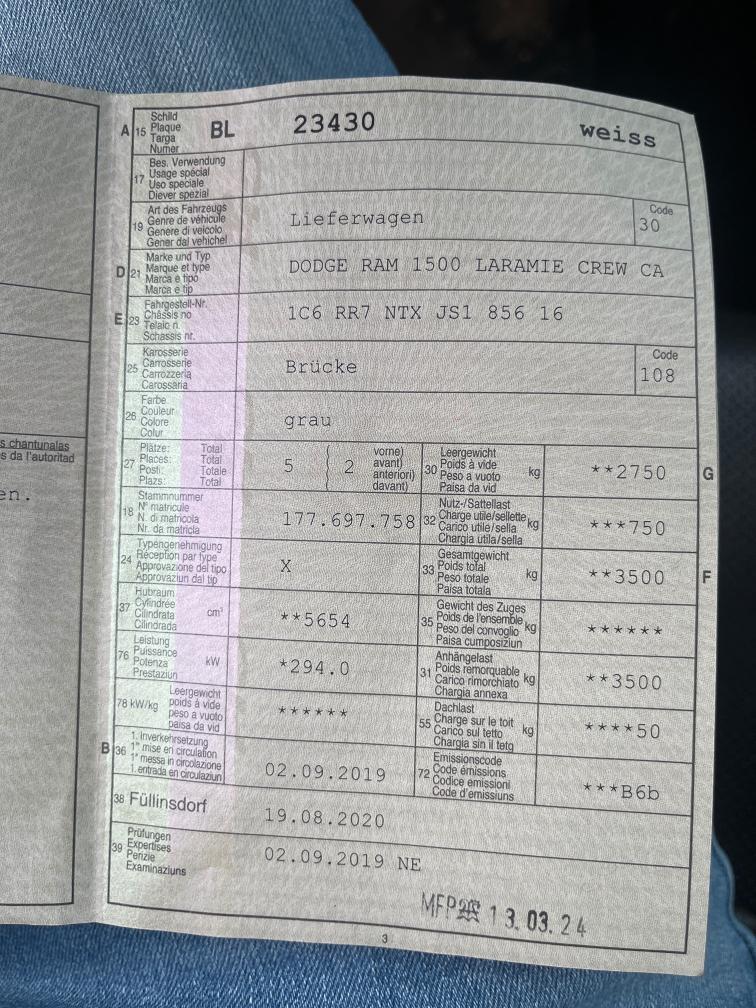 s chantunalas
s da l'autoritad
en.
A 15 Schild
Plaque
Targa
Numer
BL 23430 weiss
17 Bes. Verwendung
Usage spécial
Uso speciale
Diever spezial
19 Art des Fahrzeugs
Genre de véhicule
Genere di veicolo
Gener dal vehichel
Lieferwagen
Code
30
D 21 Marke und Typ
Marque et type
Marca e tipo
Marca e tip
DODGE RAM 1500 LARAMIE CREW CA
E 23 Fahrgestell-Nr.
Châssis no
Telaio n.
Schassis nr.
1C6 RR7 NTX JS1 856 16
25 Karosserie
Carrosserie
Carrozzeria
Carossaria
Brücke
Code
108
26 Farbe
Couleur
Colore
Colur
grau
27 Plätze: Total
Places: Total
Posti: Totale
Plazs: Total
5 2 vorne)
avant)
anteriori)
davant)
30 Leergewicht
Poids à vide
Peso a vuoto
Paisa da vid
kg
**2750
G
18 Stammnummer
N° matricule
N. di matricola
Nr. da matricla
177.697.758
32 Nutz-/Sattellast
Charge utile/sellette
Carico utile/sella
Chargia utila/sella
kg
***750
24 Typengenehmigung
Réception par type
Approvazione del tipo
Approvaziun dal tip
X
33 Gesamtgewicht
Poids total
Peso totale
Paisa totala
kg
**3500
F
37 Hubraum
Cylindrée
Cilindrata
Cilindrada
cm³
**5654
35 Gewicht des Zuges
Poids de l'ensemble
Peso del convoglio
Paisa cumposiziun
kg
******
76 Leistung
Puissance
Potenza
Prestaziun
kW
*294.0
31 Anhängelast
Poids remorquable
Carico rimorchiato
Chargia annexa
kg
**3500
78 kW/kg Leergewicht
poids à vide
peso a vuoto
paisa da vid
******
55 Dachlast
Charge sur le toit
Carico sul tetto
Chargia sin il tetg
kg
****50
B 36 1. Inverkehrsetzung
1re mise en circulation
1a messa in circolazione
1. entrada en circulaziun
02.09.2019
72 Emissionscode
Code émissions
Codice emissioni
Code d'emissiuns
***B6b
38 Füllinsdorf
19.08.2020
39 Prüfungen
Expertises
Perizie
Examinaziuns
02.09.2019 NE
MFP 13.03.24
3